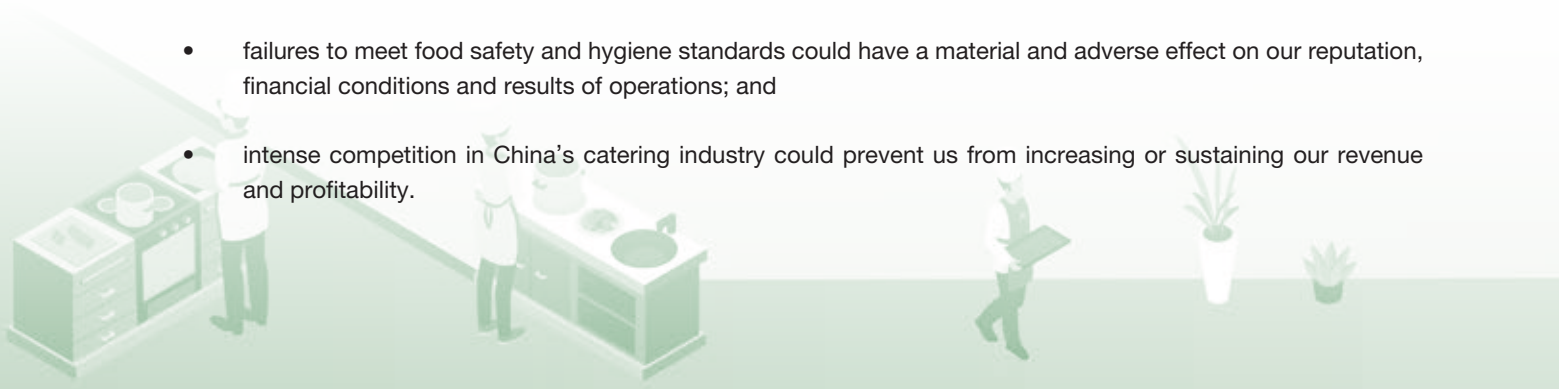 • failures to meet food safety and hygiene standards could have a material and adverse effect on our reputation,
financial conditions and results of operations; and
• intense competition in China’s catering industry could prevent us from increasing or sustaining our revenue
and profitability.